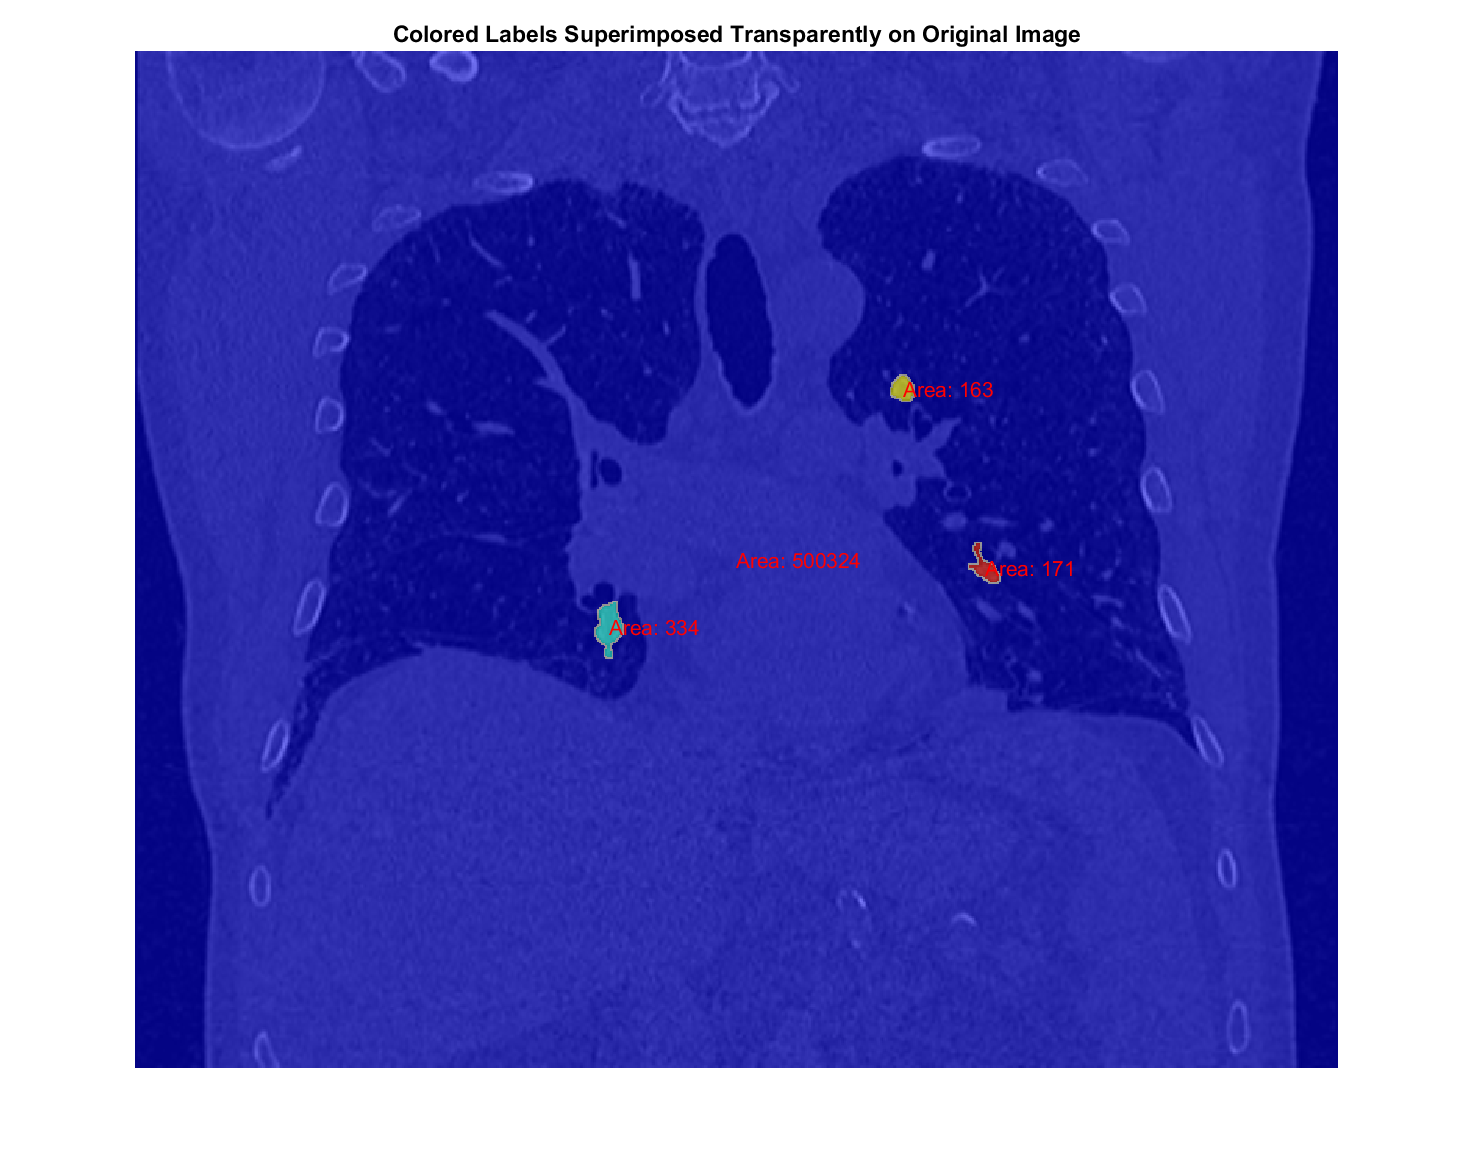 Colored Labels Superimposed Transparently on Original Image
Area: 163
Area: 500324
Area: 171
Area: 334